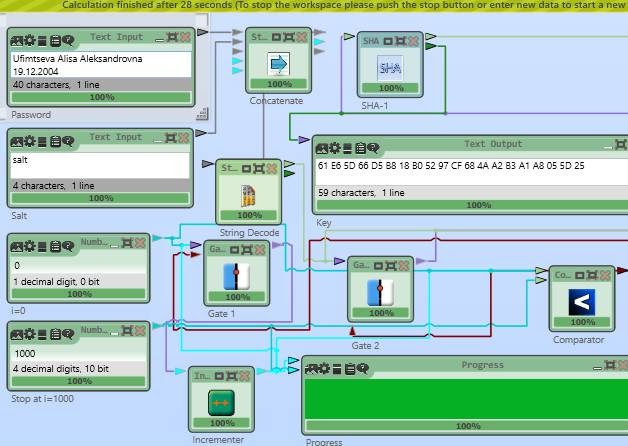 Calculation finished after 28 seconds (To stop the workspace please push the stop button or enter new data to start a new
Text Input
Ufimtseva Alisa Aleksandrovna
19.12.2004
40 characters, 1 line
100%
Password
St...
100%
Concatenate
SHA
SHA
100%
SHA-1
Text Input
salt
4 characters, 1 line
100%
Salt
St...
100%
String Decode
Text Output
61 E6 5D 66 D5 B8 18 B0 52 97 CF 68 4A A2 B3 A1 A8 05 5D 25
59 characters, 1 line
100%
Key
Numb...
0
1 decimal digit, 0 bit
100%
i=0
Ga...
100%
Gate 1
Ga...
100%
Gate 2
Co...
<
100%
Comparator
Numb...
1000
4 decimal digits, 10 bit
100%
Stop at i=1000
In...
++
100%
Incrementer
Progress
100%
Progress